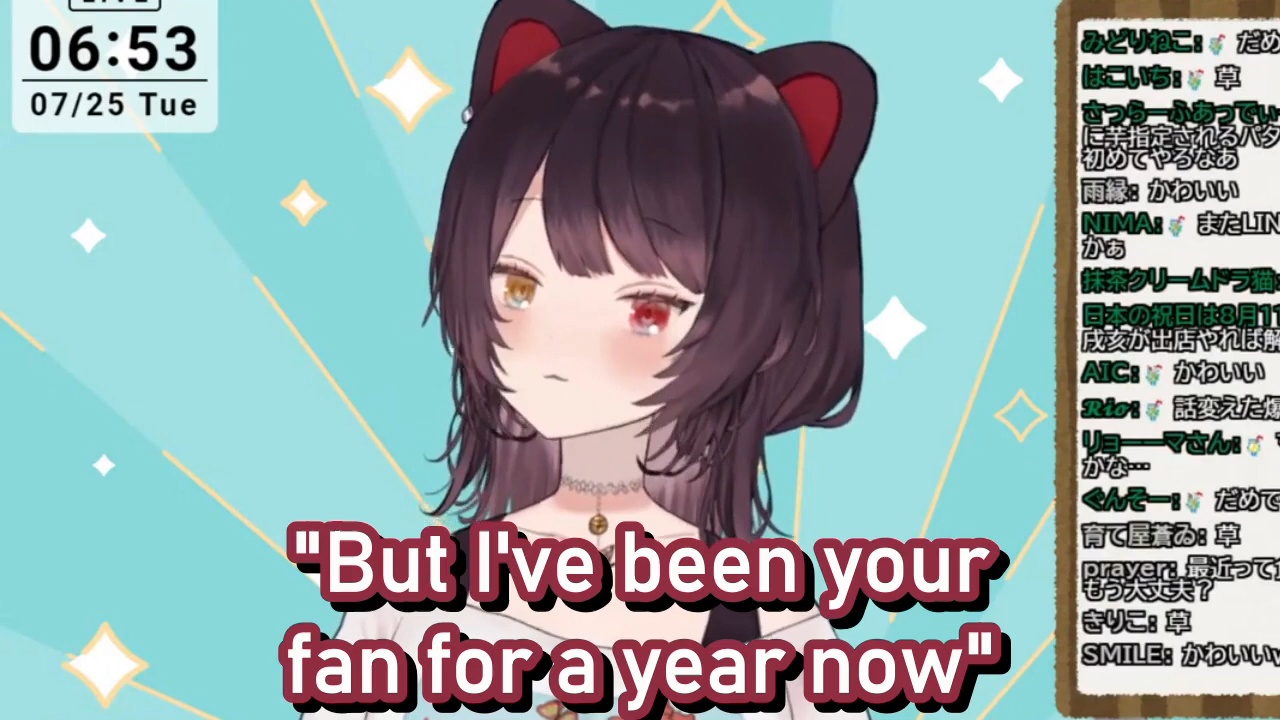 LIVE
06:53
07/25 Tue
みどりねこ: だめ
はこいち: 草
さっらーふあっでぃ
に芋指定されるパタ
初めてやろなあ
雨縁: かわいい
NIMA: またLIN
かぁ
抹茶クリームドラ猫:
日本の祝日は8月11
戌亥が出店やれば解
AIC: かわいい
Rio: 話変えた爆
リョーーマさん:
かな…
ぐんそー: だめで
育て屋蒼ゐ: 草
prayer: 最近って
もう大丈夫?
きりこ: 草
SMILE: かわいいw
"But I've been your
fan for a year now"